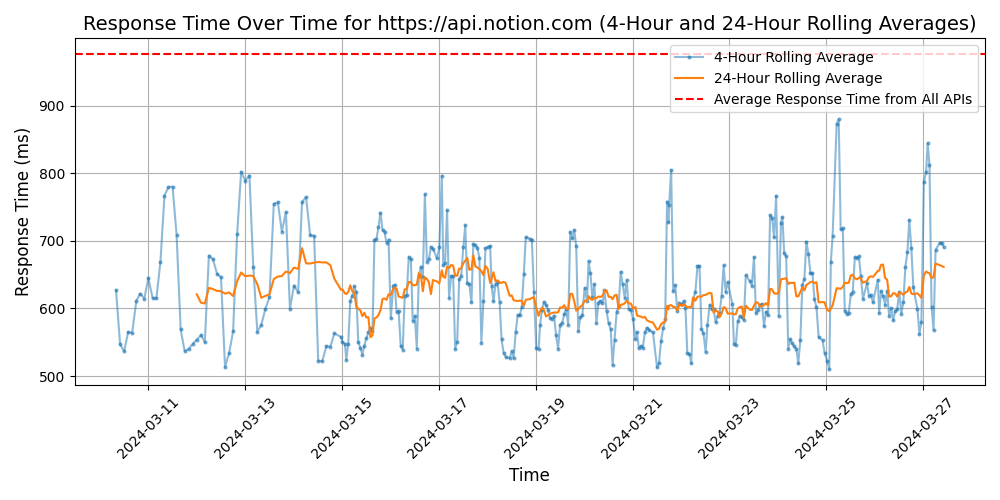 Response Time Over Time for https://api.notion.com (4-Hour and 24-Hour Rolling Averages)
4-Hour Rolling Average
24-Hour Rolling Average
Average Response Time from All APIs
Response Time (ms)
900
800
700
600
500
2024-03-11
2024-03-13
2024-03-15
2024-03-17
2024-03-19
2024-03-21
2024-03-23
2024-03-25
2024-03-27
Time